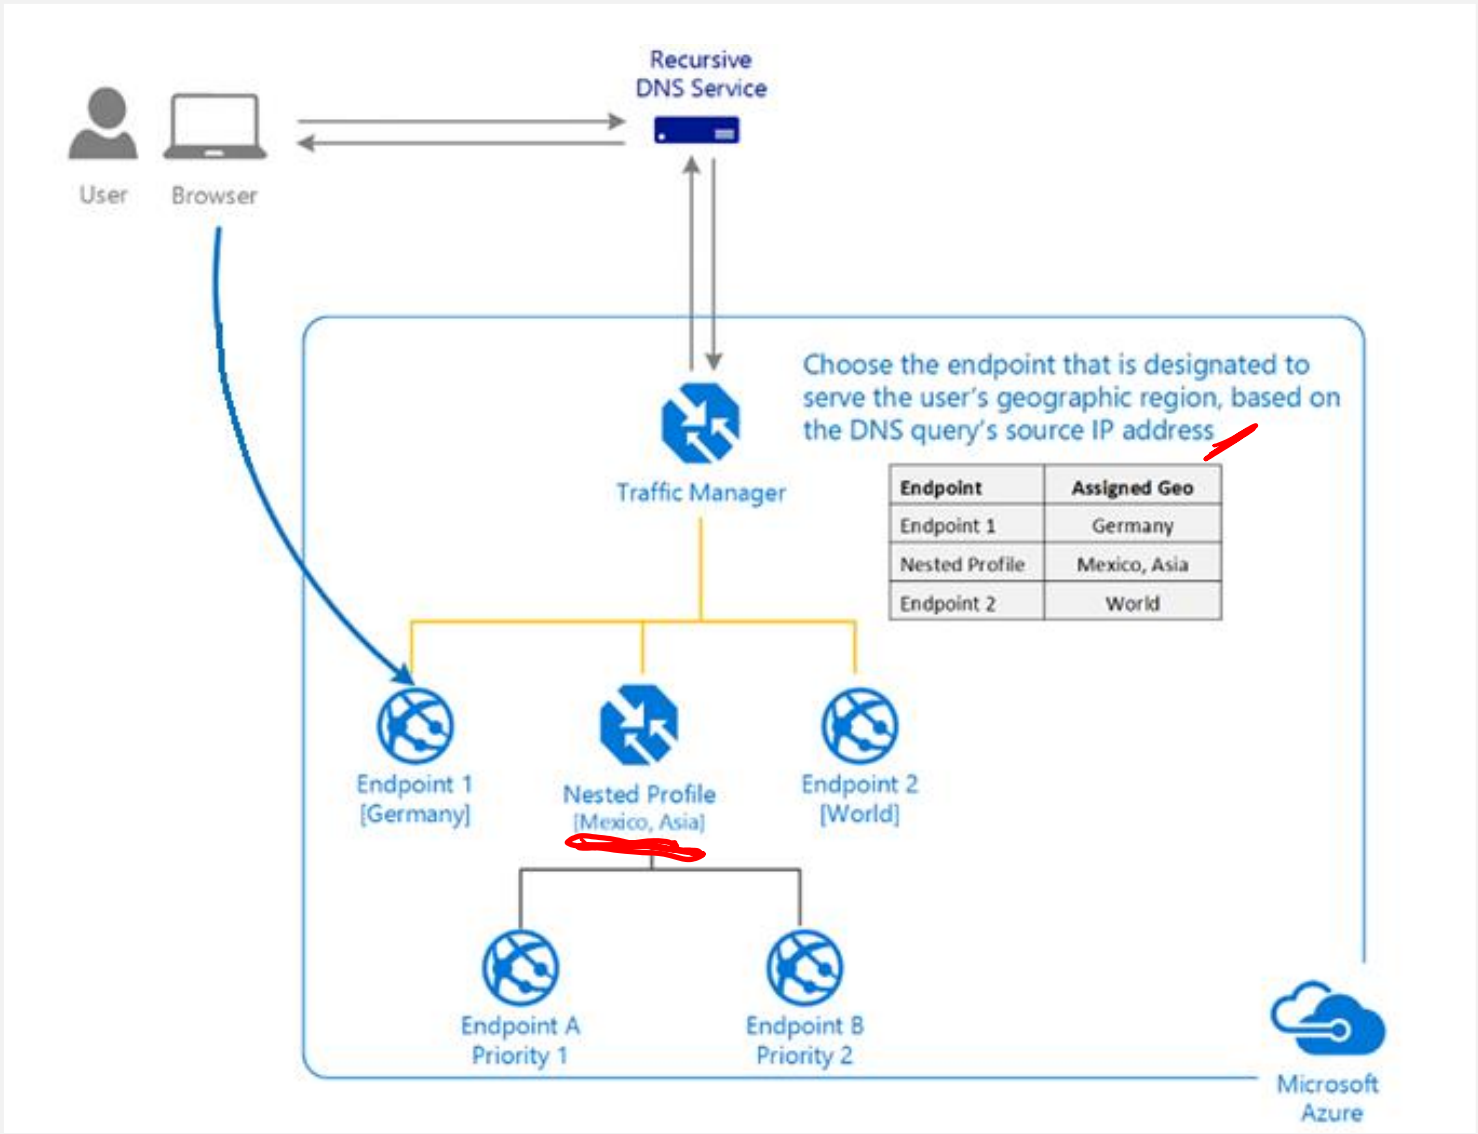 Recursive
DNS Service
User
Browser
Choose the endpoint that is designated to
serve the user's geographic region, based on
the DNS query's source IP address
Traffic Manager
Endpoint Assigned Geo
Endpoint 1 Germany
Nested Profile Mexico, Asia
Endpoint 2 World
Endpoint 1
[Germany]
Nested Profile
[Mexico, Asia]
Endpoint 2
[World]
Endpoint A
Priority 1
Endpoint B
Priority 2
Microsoft
Azure